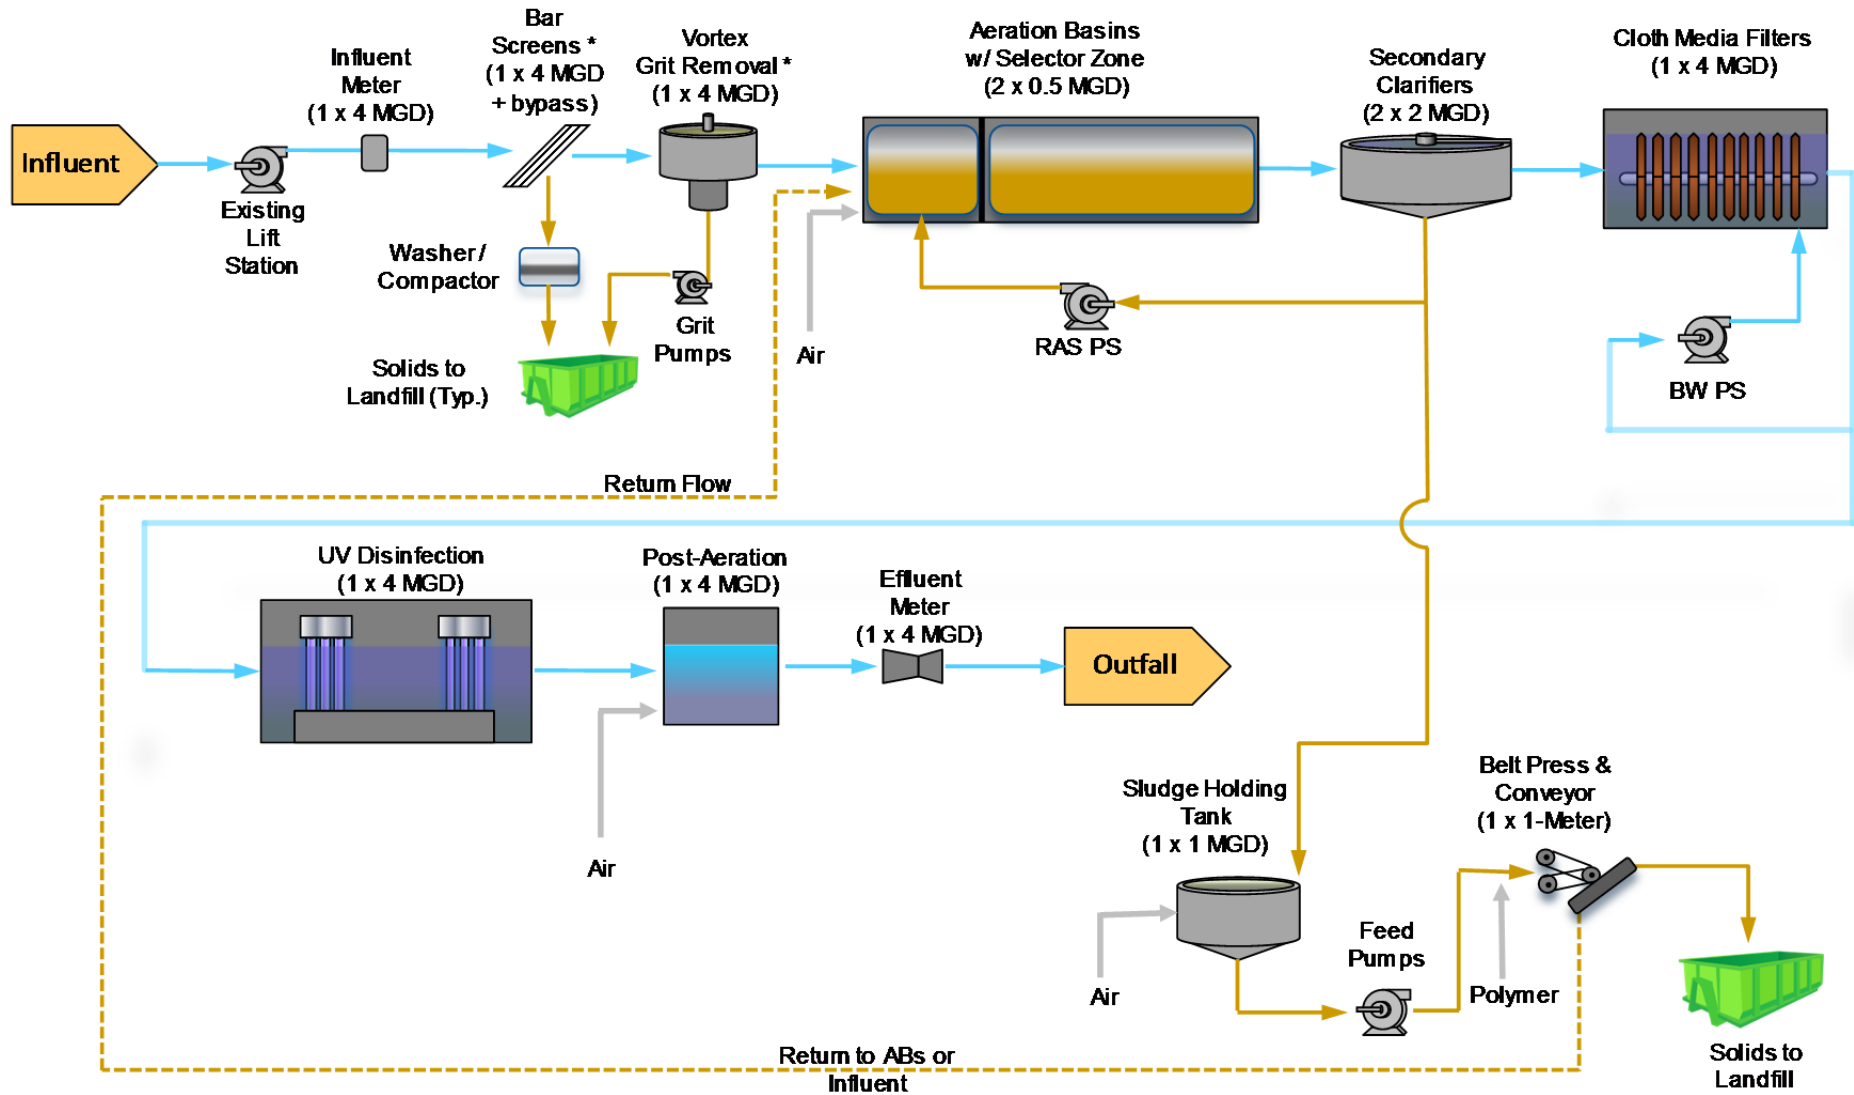 Influent
Existing
Lift
Station
Influent
Meter
(1 x 4 MGD)
Bar
Screens *
(1 x 4 MGD
+ bypass)
Washer /
Compactor
Solids to
Landfill (Typ.)
Vortex
Grit Removal *
(1 x 4 MGD)
Grit
Pumps
Air
Aeration Basins
w/ Selector Zone
(2 x 0.5 MGD)
RAS PS
Secondary
Clarifiers
(2 x 2 MGD)
Cloth Media Filters
(1 x 4 MGD)
BW PS
Return Flow
UV Disinfection
(1 x 4 MGD)
Post-Aeration
(1 x 4 MGD)
Air
Effluent
Meter
(1 x 4 MGD)
Outfall
Sludge Holding
Tank
(1 x 1 MGD)
Air
Feed
Pumps
Belt Press &
Conveyor
(1 x 1-Meter)
Polymer
Solids to
Landfill
Return to ABs or
Influent